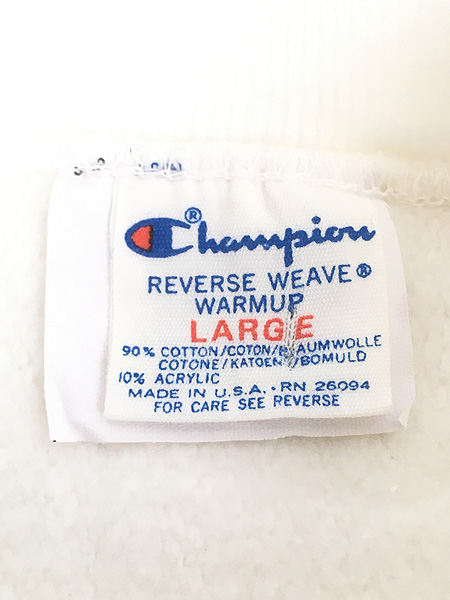 Champion®
REVERSE WEAVE®
WARMUP
LARGE
90% COTTON/COTON/BAUMWOLLE
COTONE/KATOEN/BOMULD
10% ACRYLIC
MADE IN U.S.A. · RN 26094
FOR CARE SEE REVERSE